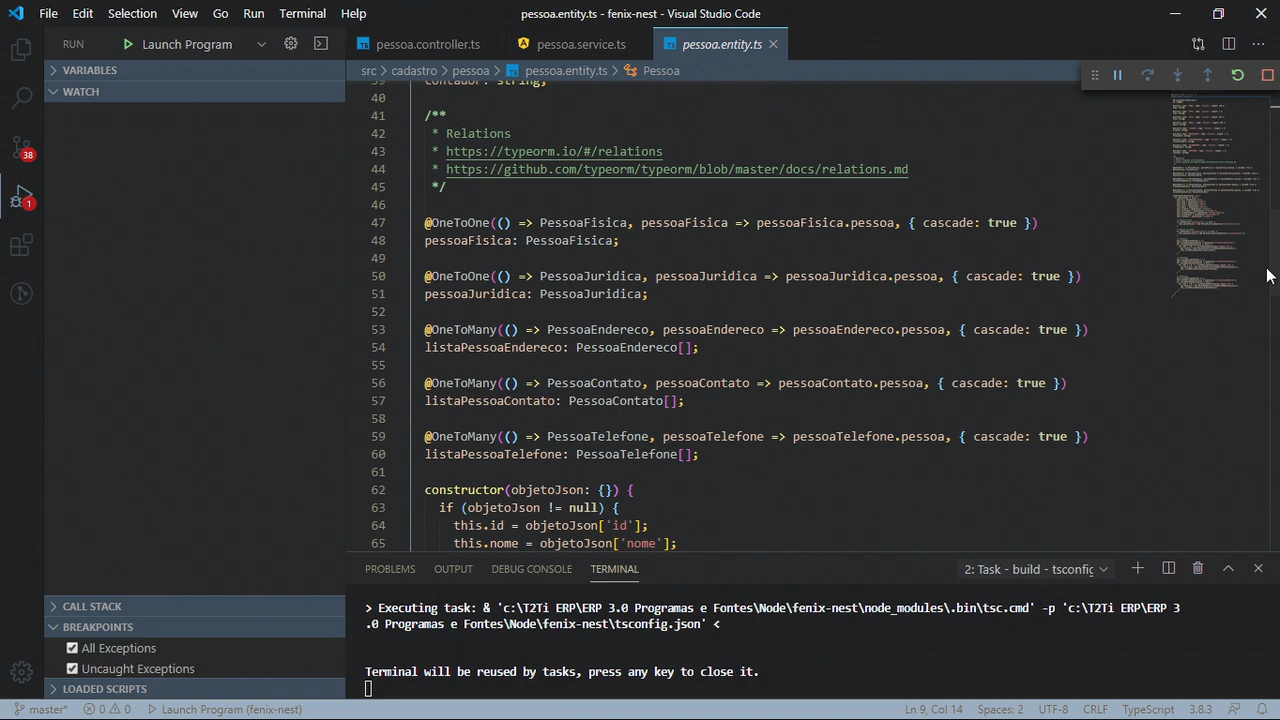 File Edit Selection View Go Run Terminal Help
pessoa.entity.ts - fenix-nest - Visual Studio Code
RUN
Launch Program
pessoa.controller.ts
pessoa.service.ts
pessoa.entity.ts
VARIABLES
WATCH
38
1
src > cadastro > pessoa > pessoa.entity.ts > Pessoa
39 contador: string;
40
41 /**
42 * Relations
43 * https://typeorm.io/#/relations
44 * https://github.com/typeorm/typeorm/blob/master/docs/relations.md
45 */
46
47 @OneToOne(() => PessoaFisica, pessoaFisica => pessoaFisica.pessoa, { cascade: true })
48 pessoaFisica: PessoaFisica;
49
50 @OneToOne(() => PessoaJuridica, pessoaJuridica => pessoaJuridica.pessoa, { cascade: true })
51 pessoaJuridica: PessoaJuridica;
52
53 @OneToMany(() => PessoaEndereco, pessoaEndereco => pessoaEndereco.pessoa, { cascade: true })
54 listaPessoaEndereco: PessoaEndereco[];
55
56 @OneToMany(() => PessoaContato, pessoaContato => pessoaContato.pessoa, { cascade: true })
57 listaPessoaContato: PessoaContato[];
58
59 @OneToMany(() => PessoaTelefone, pessoaTelefone => pessoaTelefone.pessoa, { cascade: true })
60 listaPessoaTelefone: PessoaTelefone[];
61
62 constructor(objetoJson: {}) {
63 if (objetoJson != null) {
64 this.id = objetoJson['id'];
65 this.nome = objetoJson['nome'];
CALL STACK
BREAKPOINTS
All Exceptions
Uncaught Exceptions
LOADED SCRIPTS
PROBLEMS OUTPUT DEBUG CONSOLE TERMINAL
2: Task - build - tsconfig
> Executing task: & 'c:\T2Ti ERP\ERP 3.0 Programas e Fontes\Node\fenix-nest\node_modules\.bin\tsc.cmd' -p 'c:\T2Ti ERP\ERP 3
.0 Programas e Fontes\Node\fenix-nest\tsconfig.json' <
Terminal will be reused by tasks, press any key to close it.
master* 0 0 Launch Program (fenix-nest)
Ln 9, Col 14 Spaces: 2 UTF-8 CRLF TypeScript 3.8.3